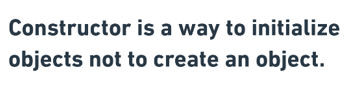 Constructor is a way to initialize
objects not to create an object.